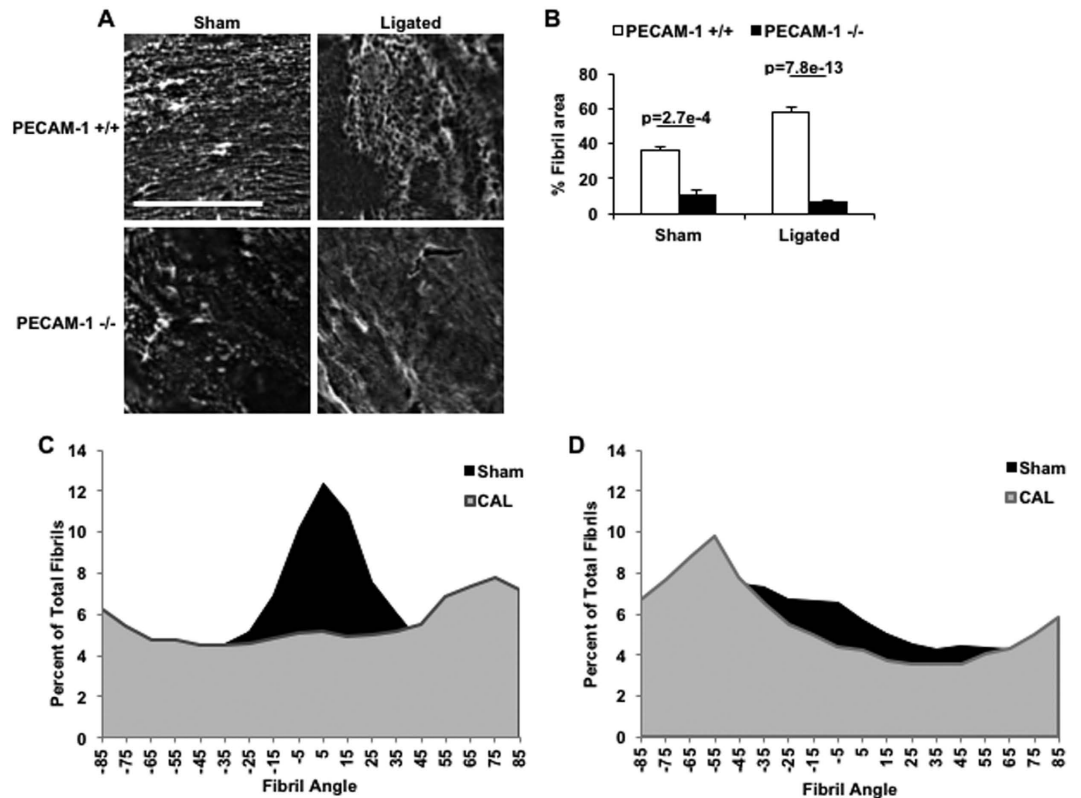 A
Sham
Ligated
PECAM-1 +/+
PECAM-1 -/-
B
PECAM-1 +/+
PECAM-1 -/-
p=7.8e-13
p=2.7e-4
80
60
40
20
0
% Fibril area
Sham
Ligated
C
Sham
CAL
14
12
10
8
6
4
2
0
Percent of Total Fibrils
-85
-75
-65
-55
-45
-35
-25
-15
-5
5
15
25
35
45
55
65
75
85
Fibril Angle
D
Sham
CAL
14
12
10
8
6
4
2
0
Percent of Total Fibrils
-85
-75
-65
-55
-45
-35
-25
-15
-5
5
15
25
35
45
55
65
75
85
Fibril Angle